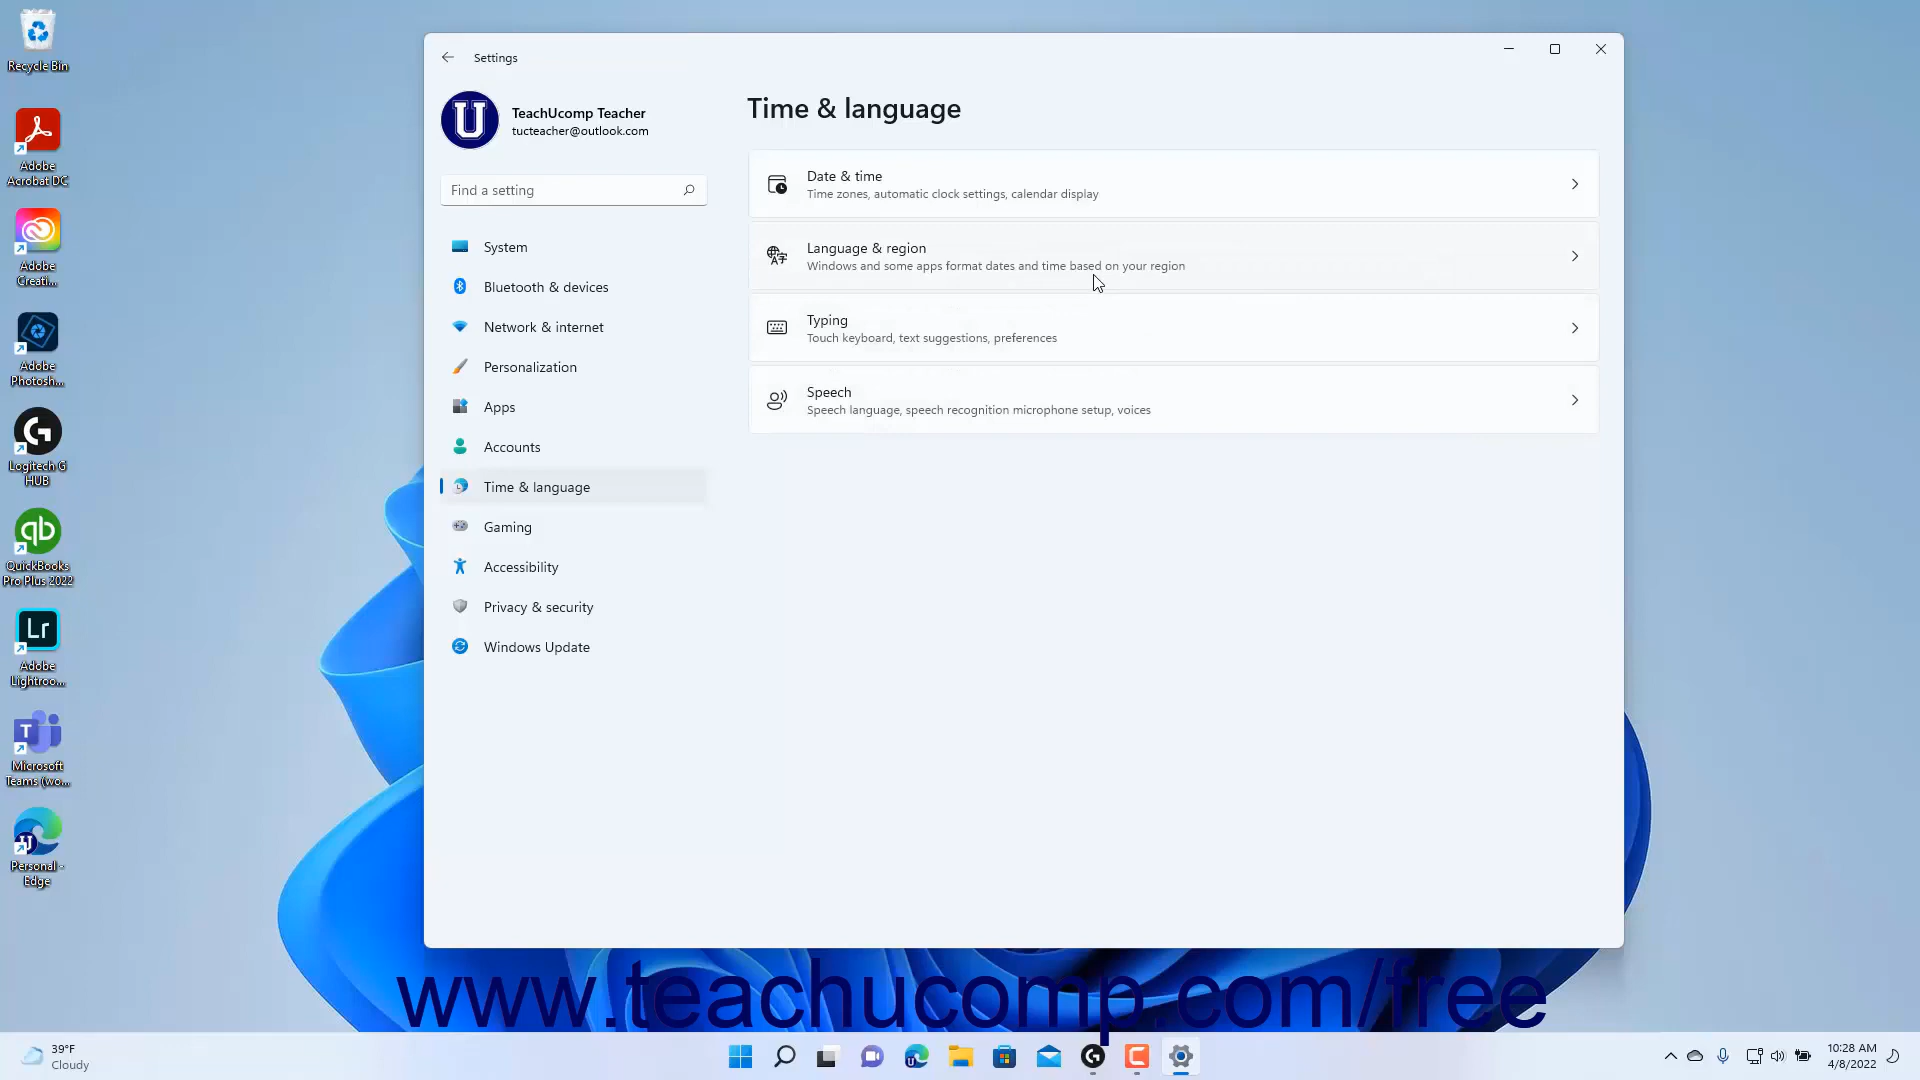 Recycle Bin
Adobe
Acrobat DC
Adobe
Creati...
Adobe
Photosh...
Logitech G
HUB
QuickBooks
Pro Plus 2022
Lr
Adobe
Lightroo...
Microsoft
Teams (wo...
Personal -
Edge
Settings
U
TeachUcomp Teacher
tucteacher@outlook.com
Find a setting
System
Bluetooth & devices
Network & internet
Personalization
Apps
Accounts
Time & language
Gaming
Accessibility
Privacy & security
Windows Update
Time & language
Date & time
Time zones, automatic clock settings, calendar display
Language & region
Windows and some apps format dates and time based on your region
Typing
Touch keyboard, text suggestions, preferences
Speech
Speech language, speech recognition microphone setup, voices
www.teachucomp.com/free
39°F
Cloudy
10:28 AM
4/8/2022